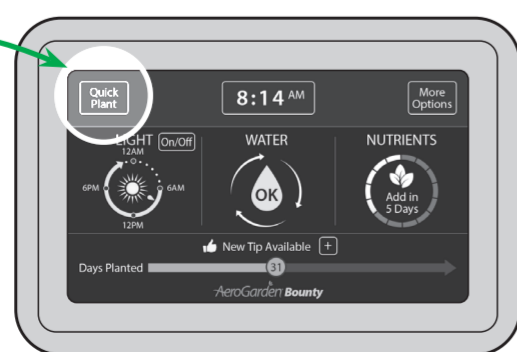 Quick
Plant
8:14 AM
More
Options
LIGHT On/Off
12AM
6PM
6AM
12PM
WATER
OK
NUTRIENTS
Add in
5 Days
New Tip Available +
Days Planted 31
AeroGarden Bounty